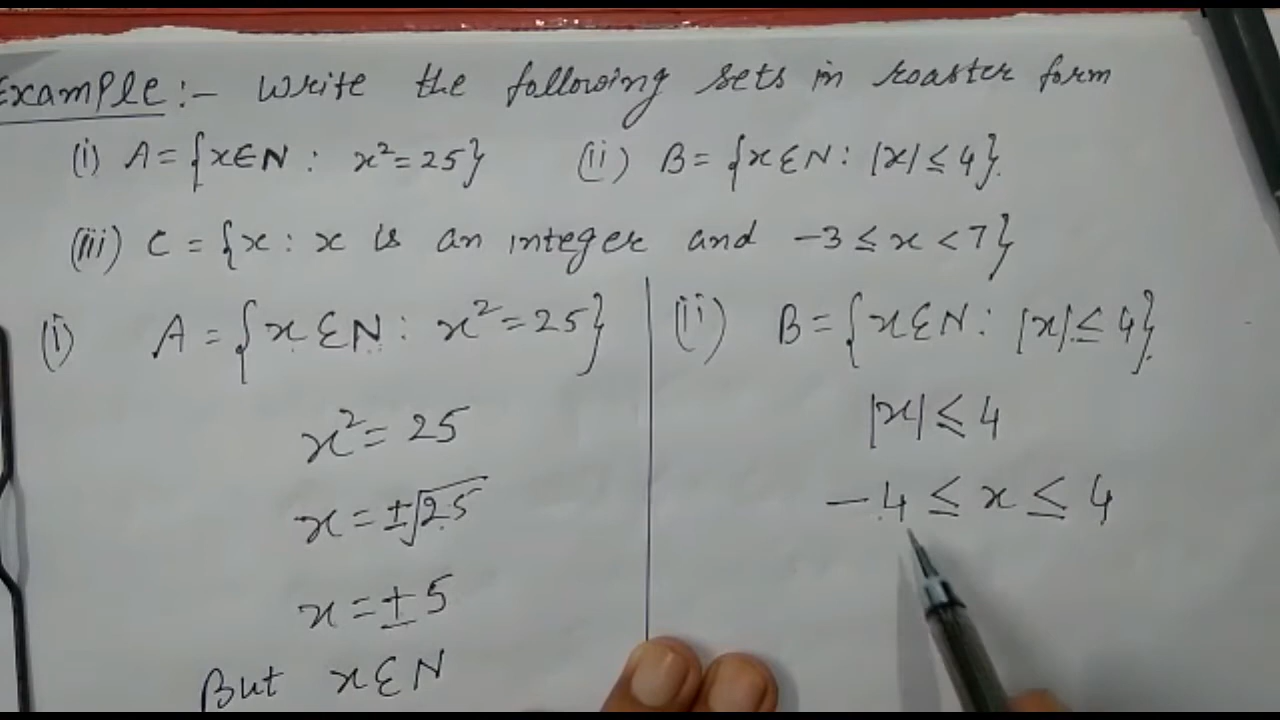 Example:- Write the following sets in roaster form
(i) A = {x∈N : x² = 25} (ii) B = {x∈N : |x| ≤ 4}.
(iii) C = {x : x is an integer and -3 ≤ x < 7}
(i) A = {x∈N : x² = 25}
x² = 25
x = ±√25
x = ±5
But x∈N
(ii) B = {x∈N : |x| ≤ 4}.
|x| ≤ 4
-4 ≤ x ≤ 4